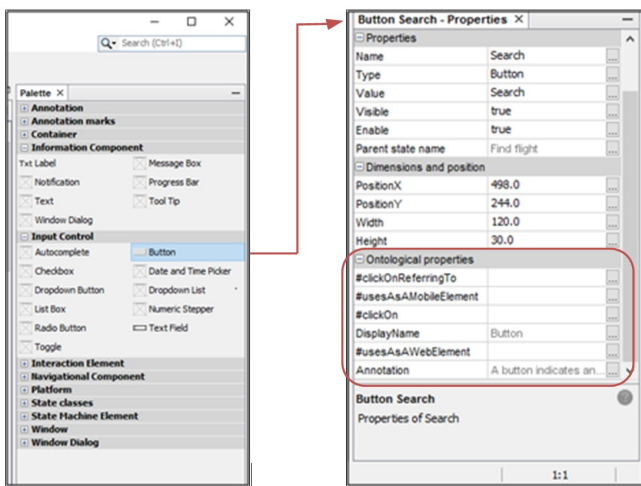 Search (Ctrl+I)
Palette
Annotation
Annotation marks
Container
Information Component
Txt Label Message Box
Notification Progress Bar
Text Tool Tip
Window Dialog
Input Control
Autocomplete Button
Checkbox Date and Time Picker
Dropdown Button Dropdown List
List Box Numeric Stepper
Radio Button Text Field
Toggle
Interaction Element
Navigational Component
Platform
State classes
State Machine Element
Window
Window Dialog
Button Search - Properties
Properties
Name Search
Type Button
Value Search
Visible true
Enable true
Parent state name Find flight
Dimensions and position
PositionX 498.0
PositionY 244.0
Width 120.0
Height 30.0
Ontological properties
#clickOnReferringTo
#usesAsAMobileElement
#clickOn
DisplayName Button
#usesAsAWebElement
Annotation A button indicates an...
Button Search
Properties of Search
1:1